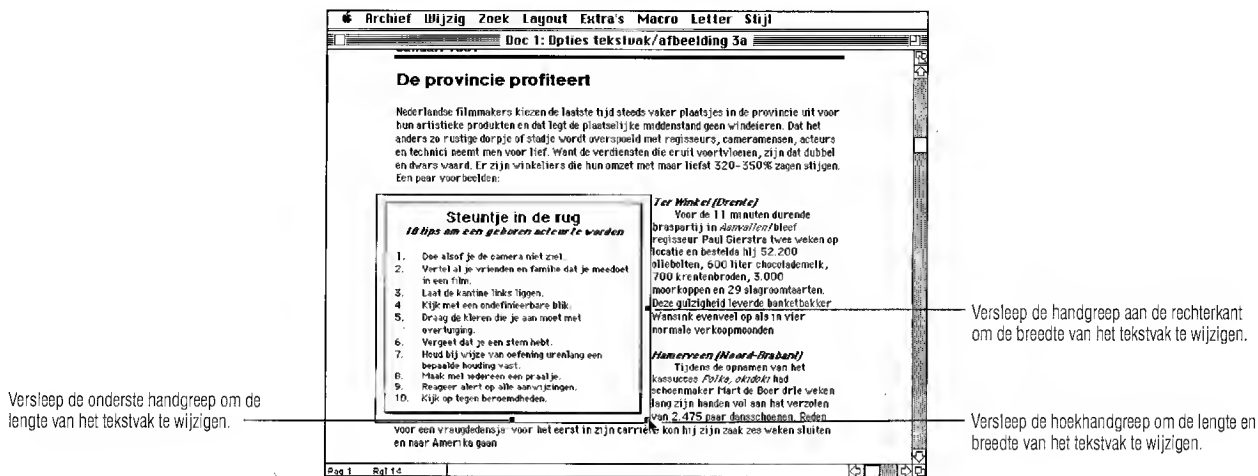 Archief Wijzig Zoek Layout Extra's Macro Letter Stijl
Doc 1: Opties tekstvak/afbeelding 3a
De provincie profiteert
Nederlandse filmmakers kiezen de laatste tijd steeds vaker plaatsjes in de provincie uit voor
hun artistieke produkten en dat legt de plaatselijke middenstand geen windeieren. Dat het
anders zo rustige dorpje of stadje wordt overspoeld met regisseurs, cameramensen, acteurs
en technici neemt men voor lief. Want de verdiensten die eruit voortvloeien, zijn dat dubbel
en dwars waard. Er zijn winkeliers die hun omzet met maar liefst 320-350% zagen stijgen.
Een paar voorbeelden:
Steuntje in de rug
10 tips om een geboren acteur te worden
1. Doe alsof je de camera niet ziet.
2. Vertel al je vrienden en familie dat je meedoet
in een film.
3. Laat de kantine links liggen.
4 Kijk met een ondefinieerbare blik.
5. Draag de kleren die je aan moet met
overtuiging.
6. Vergeet dat je een stem hebt.
7. Houd bij wijze van oefening urenlang een
bepaalde houding vast.
8. Maak met iedereen een praatje.
9. Reageer alert op alle aanwijzingen.
10. Kijk op tegen beroemdheden.
Ter Winkel (Drente)
Voor de 11 minuten durende
braspartij in Aanvallen! bleef
regisseur Paul Gierstra twee weken op
locatie en bestelde hij 52.200
oliebollen, 600 liter chocolademelk,
700 krentenbroden, 3.000
moorkoppen en 29 slagroomtaarten.
Deze gulzigheid leverde banketbakker
Wansink evenveel op als in vier
normale verkoopmaanden
Hamerveen (Noord-Brabant)
Tijdens de opnamen van het
kassucces Polka, okidoki had
schoenmaker Mart de Boer drie weken
lang zijn handen vol aan het verzolen
van 2.475 paar dansschoenen. Reden
voor een vreugdedansje: voor het eerst in zijn carrière kon hij zijn zaak zes weken sluiten
en naar Amerika gaan
Pag 1 Rgl 14
Versleep de onderste handgreep om de
lengte van het tekstvak te wijzigen.
Versleep de handgreep aan de rechterkant
om de breedte van het tekstvak te wijzigen.
Versleep de hoekhandgreep om de lengte en
breedte van het tekstvak te wijzigen.